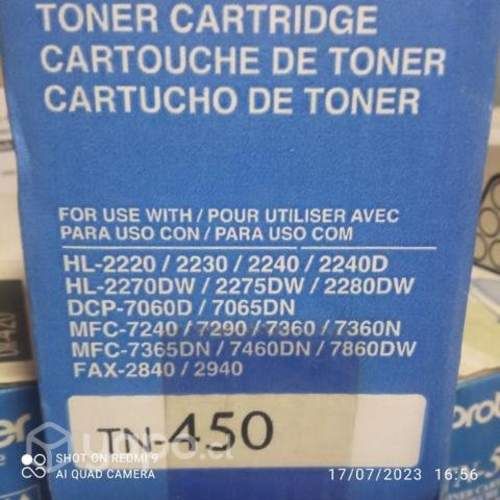 TONER CARTRIDGE
CARTOUCHE DE TONER
CARTUCHO DE TONER
FOR USE WITH / POUR UTILISER AVEC
PARA USO CON / PARA USO COM
HL-2220 / 2230 / 2240 / 2240D
HL-2270DW / 2275DW / 2280DW
DCP-7060D / 7065DN
MFC-7240 / 7290 / 7360 / 7360N
MFC-7365DN / 7460DN / 7860DW
FAX-2840 / 2940
TN-450
SHOT ON REDMI 9
AI QUAD CAMERA
17/07/2023 16:56